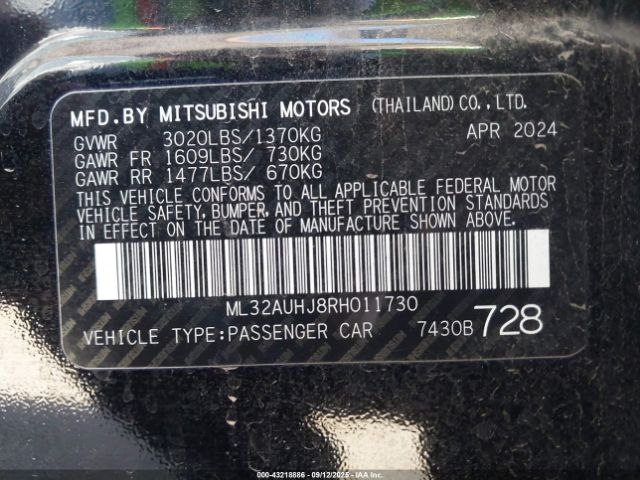 MFD.BY MITSUBISHI MOTORS (THAILAND)CO.,LTD.
GVWR 3020LBS/1370KG APR 2024
GAWR FR 1609LBS/ 730KG
GAWR RR 1477LBS/ 670KG
THIS VEHICLE CONFORMS TO ALL APPLICABLE FEDERAL MOTOR
VEHICLE SAFETY, BUMPER, AND THEFT PREVENTION STANDARDS
IN EFFECT ON THE DATE OF MANUFACTURE SHOWN ABOVE.
ML32AUHJ8RH011730
VEHICLE TYPE:PASSENGER CAR 7430B 728
000-43218886 - 09/12/2025 - IAA Inc.